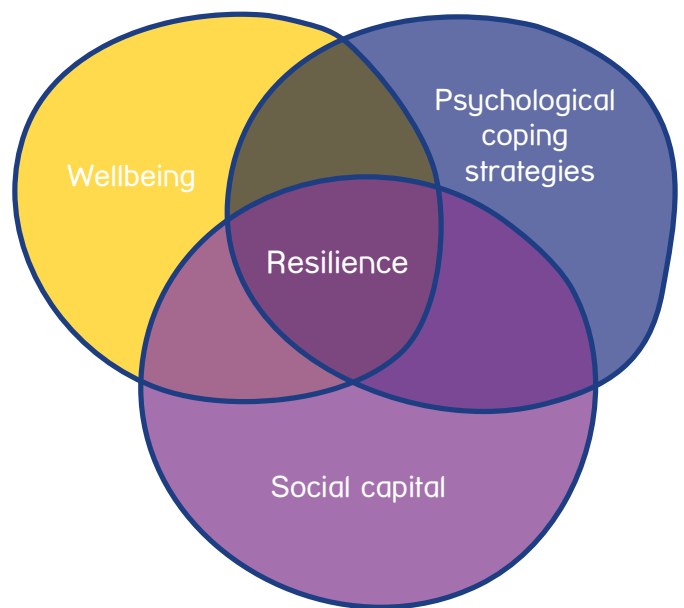 Psychological
coping
strategies
Wellbeing
Resilience
Social capital